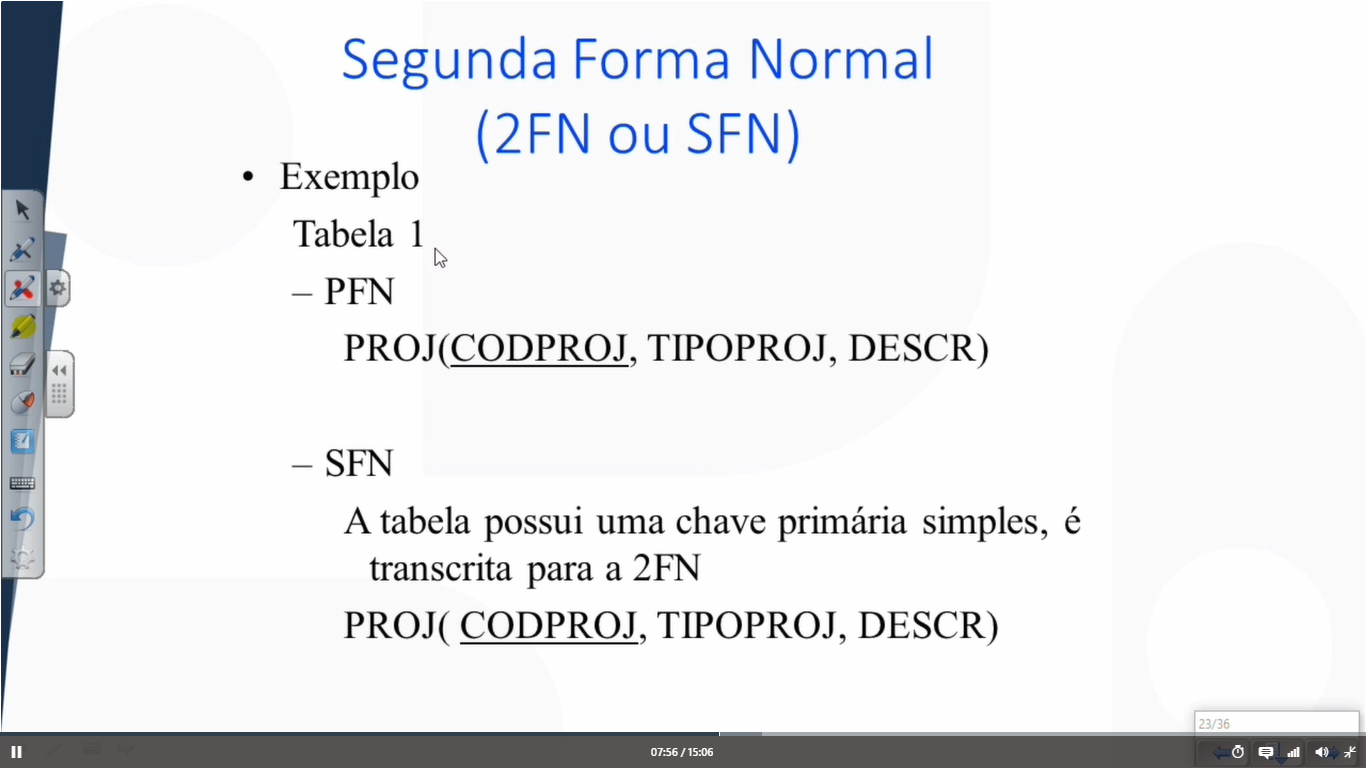 Segunda Forma Normal
(2FN ou SFN)
• Exemplo
Tabela 1
– PFN
PROJ(CODPROJ, TIPOPROJ, DESCR)
– SFN
A tabela possui uma chave primária simples, é
transcrita para a 2FN
PROJ( CODPROJ, TIPOPROJ, DESCR)
23/36
07:56 / 15:06